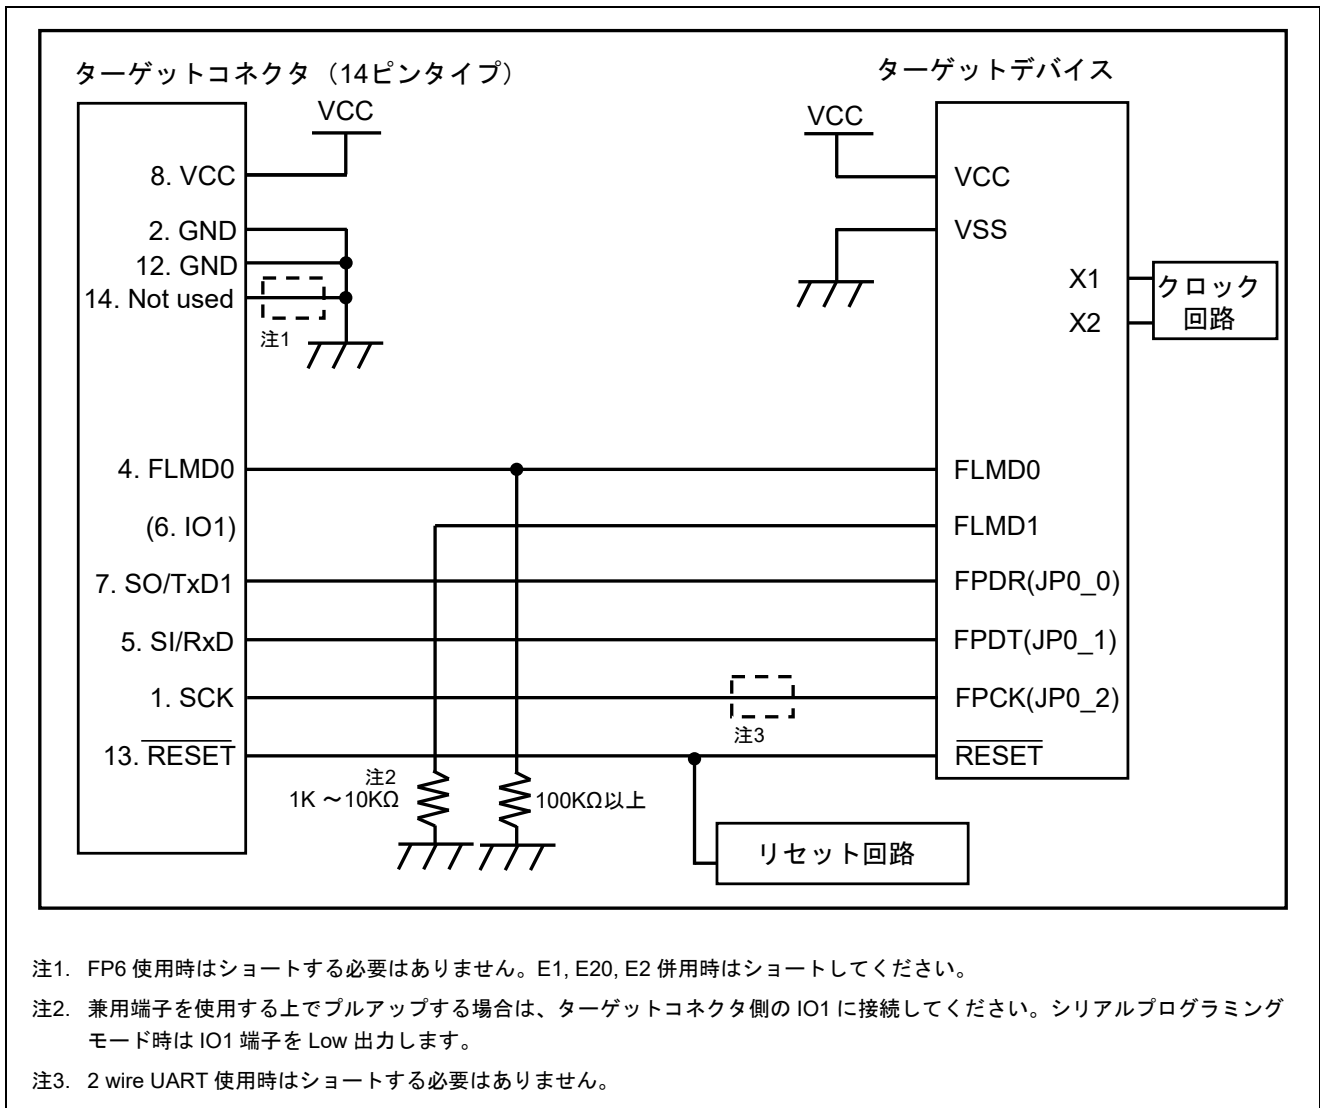 ターゲットコネクタ（14ピンタイプ）
ターゲットデバイス
VCC
VCC
8. VCC
VCC
2. GND
VSS
12. GND
14. Not used
注1
X1
X2
クロック
回路
4. FLMD0
FLMD0
(6. IO1)
FLMD1
7. SO/TxD1
FPDR(JP0_0)
5. SI/RxD
FPDT(JP0_1)
1. SCK
FPCK(JP0_2)
注3
13. RESET
RESET
注2
1K ～10KΩ
100KΩ以上
リセット回路
注1. FP6 使用時はショートする必要はありません。E1, E20, E2 併用時はショートしてください。
注2. 兼用端子を使用する上でプルアップする場合は、ターゲットコネクタ側の IO1 に接続してください。シリアルプログラミング
モード時は IO1 端子を Low 出力します。
注3. 2 wire UART 使用時はショートする必要はありません。